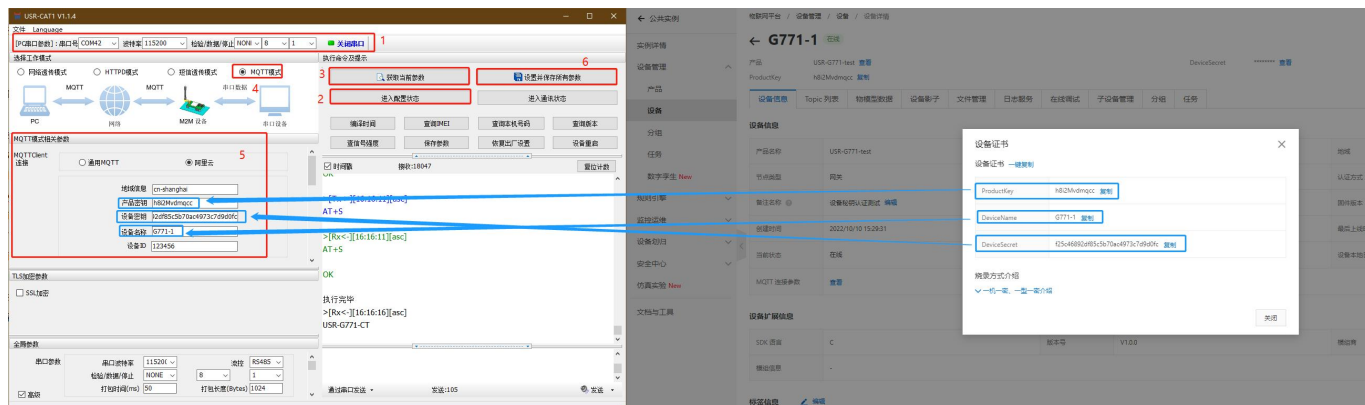 USR-CAT1 V1.1.4
文件 Language
[PC串口参数]：串口号 COM42 波特率 115200 检验/数据/停止 NONI 8 1 关闭串口 1
选择工作模式
网络透传模式 HTTPD模式 短信透传模式 MQTT模式
4
MQTT MQTT 串口数据
PC 网络 M2M 设备 串口设备
MQTT模式相关参数
5
MQTTClient
连接
通用MQTT 阿里云
地域信息 cn-shanghai
产品密钥 h8i2Mvdmqcc
设备密钥 d2df85c5b70ac4973c7d9d0fc
设备名称 G771-1
设备ID 123456
TLS加密参数
SSL加密
全局参数
串口参数 串口波特率 115200 流控 RS485
检验/数据/停止 NONE 8 1
打包时间(ms) 50 打包长度(Bytes) 1024
高级
执行命令及提示
6
3 获取当前参数 设置并保存所有参数
2 进入配置状态 进入通讯状态
编译时间 查询IMEI 查询本机号码 查询版本
查信号强度 保存参数 恢复出厂设置 设备重启
时间戳 接收:18047 置位计数
OK
>[Rx<-][16:16:11][asc]
AT+S
>[Rx<-][16:16:11][asc]
AT+S
OK
执行完毕
>[Rx<-][16:16:16][asc]
USR-G771-CT
通过串口发送 发送:105 发送
公共实例
实例详情
设备管理
产品
设备
分组
任务
数字孪生 New
规则引擎
监控运维
设备划归
安全中心
仿真实验 New
文档与工具
物联网平台 / 设备管理 / 设备 / 设备详情
G771-1 在线
产品 USR-G771-test 查看 DeviceSecret ******** 查看
ProductKey h8i2Mvdmqcc 复制
设备信息 Topic 列表 物模型数据 设备影子 文件管理 日志服务 在线调试 子设备管理 分组 任务
设备信息
产品名称 USR-G771-test 地域
节点类型 网关 认证方式
备注名称 设备秘钥认证测试 编辑 固件版本
创建时间 2022/10/10 15:29:31
当前状态 在线
MQTT 连接参数 查看
设备扩展信息
SDK 语言 C 版本号 V1.0.0 模组商
模组信息 -
标签信息 编辑
设备证书
设备证书 一键复制
ProductKey h8i2Mvdmqcc 复制
DeviceName G771-1 复制
DeviceSecret f25c46892df85c5b70ac4973c7d9d0fc 复制
烧录方式介绍
一机一密、一型一密介绍
关闭